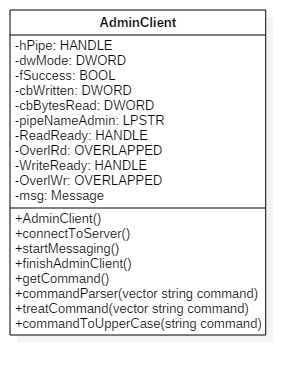 AdminClient
-hPipe: HANDLE
-dwMode: DWORD
-fSuccess: BOOL
-cbWritten: DWORD
-cbBytesRead: DWORD
-pipeNameAdmin: LPSTR
-ReadReady: HANDLE
-OverlRd: OVERLAPPED
-WriteReady: HANDLE
-OverlWr: OVERLAPPED
-msg: Message
+AdminClient()
+connectToServer()
+startMessaging()
+finishAdminClient()
+getCommand()
+commandParser(vector string command)
+treatCommand(vector string command)
+commandToUpperCase(string command)